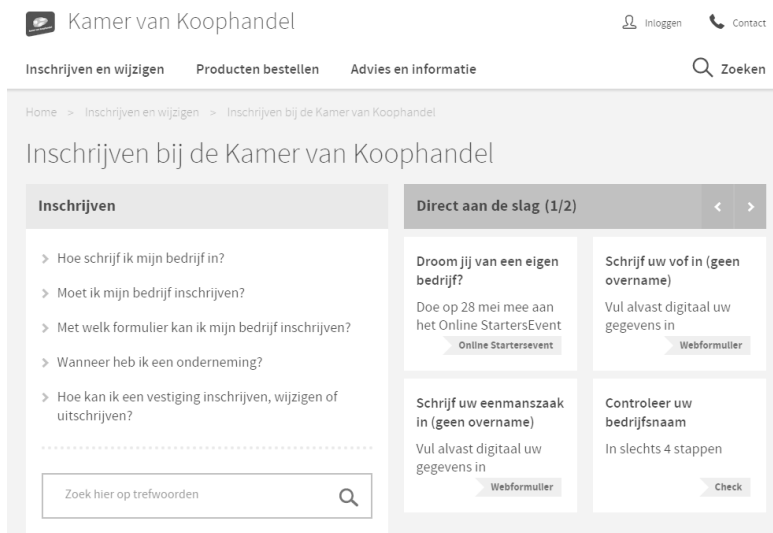 Kamer van Koophandel
Inloggen
Contact
Inschrijven en wijzigen
Producten bestellen
Advies en informatie
Zoeken
Home > Inschrijven en wijzigen > Inschrijven bij de Kamer van Koophandel
Inschrijven bij de Kamer van Koophandel
Inschrijven
Hoe schrijf ik mijn bedrijf in?
Moet ik mijn bedrijf inschrijven?
Met welk formulier kan ik mijn bedrijf inschrijven?
Wanneer heb ik een onderneming?
Hoe kan ik een vestiging inschrijven, wijzigen of
uitschrijven?
Zoek hier op trefwoorden
Direct aan de slag (1/2)
Droom jij van een eigen
bedrijf?
Doe op 28 mei mee aan
het Online StartersEvent
Online Startersevent
Schrijf uw vof in (geen
overname)
Vul alvast digitaal uw
gegevens in
Webformulier
Schrijf uw eenmanszaak
in (geen overname)
Vul alvast digitaal uw
gegevens in
Webformulier
Controleer uw
bedrijfsnaam
In slechts 4 stappen
Check